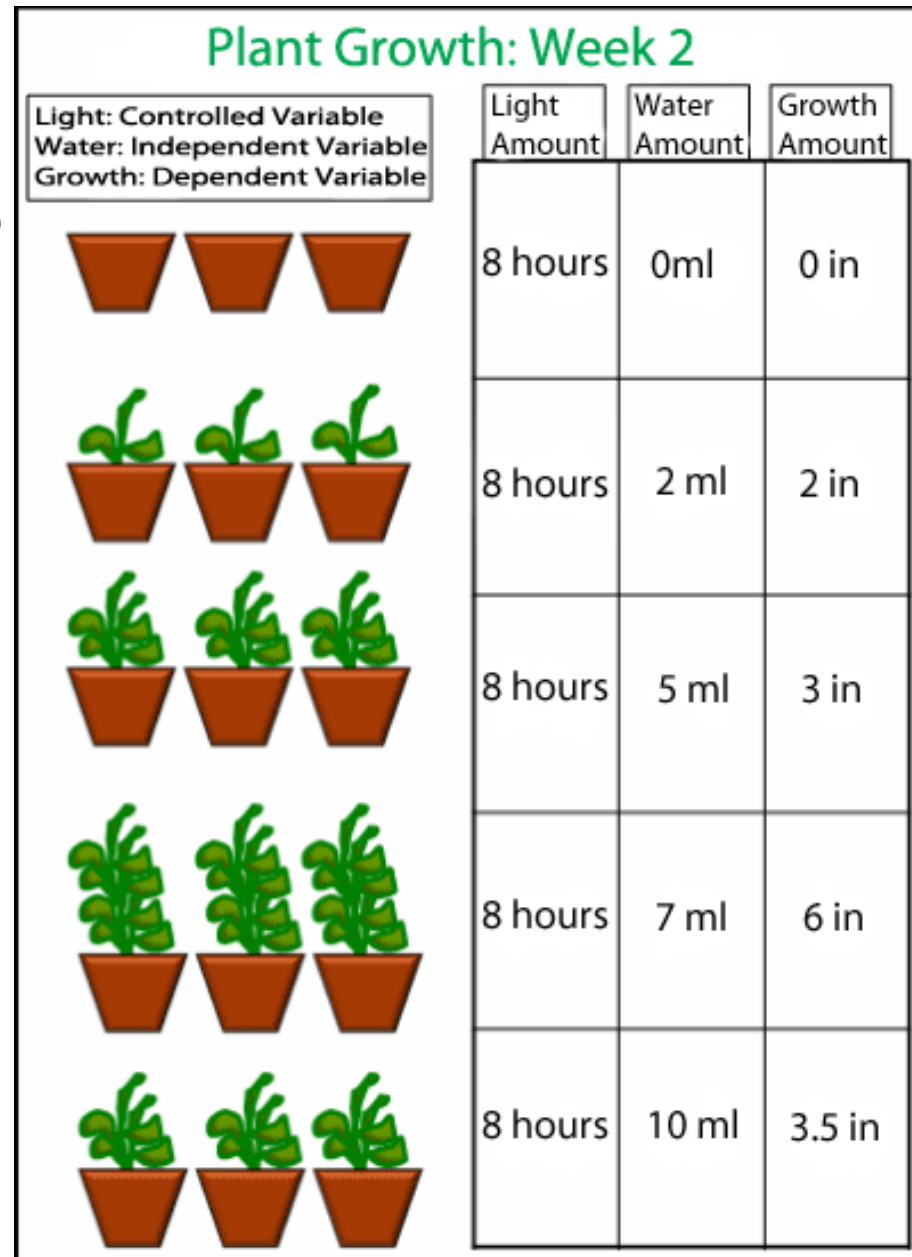 Plant Growth: Week 2
Light: Controlled Variable
Water: Independent Variable
Growth: Dependent Variable
Light Amount Water Amount Growth Amount
8 hours 0ml 0 in
8 hours 2 ml 2 in
8 hours 5 ml 3 in
8 hours 7 ml 6 in
8 hours 10 ml 3.5 in